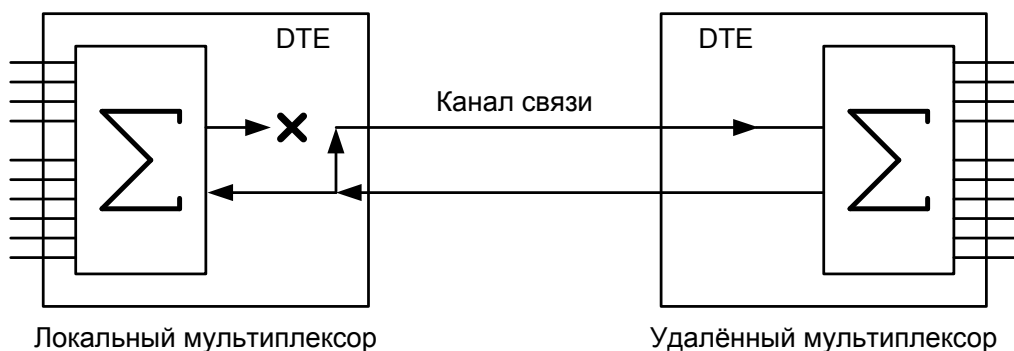 DTE
DTE
Канал связи
Локальный мультиплексор
Удалённый мультиплексор